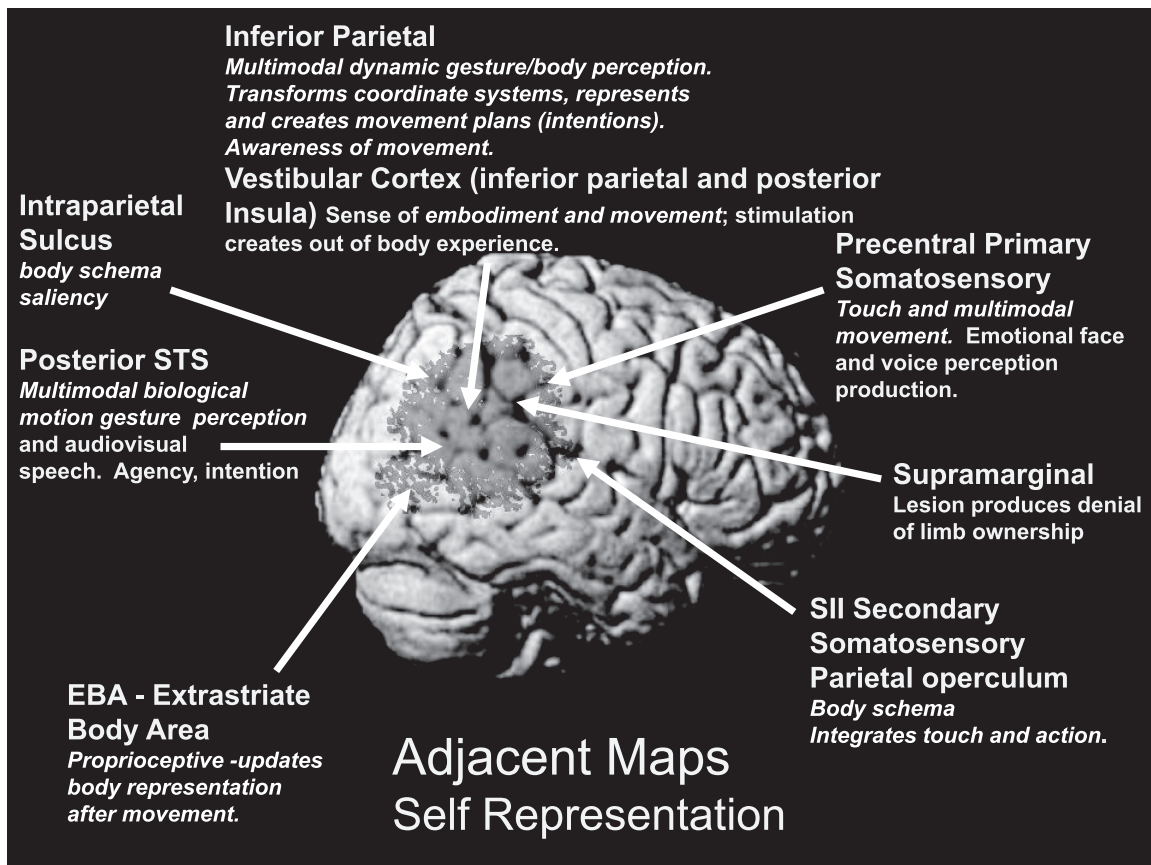 Inferior Parietal
Multimodal dynamic gesture/body perception.
Transforms coordinate systems, represents
and creates movement plans (intentions).
Awareness of movement.
Vestibular Cortex (inferior parietal and posterior
Insula) Sense of embodiment and movement; stimulation
creates out of body experience.
Intraparietal
Sulcus
body schema
saliency
Posterior STS
Multimodal biological
motion gesture perception
and audiovisual
speech. Agency, intention
EBA - Extrastriate
Body Area
Proprioceptive -updates
body representation
after movement.
Precentral Primary
Somatosensory
Touch and multimodal
movement. Emotional face
and voice perception
production.
Supramarginal
Lesion produces denial
of limb ownership
SII Secondary
Somatosensory
Parietal operculum
Body schema
Integrates touch and action.
Adjacent Maps
Self Representation